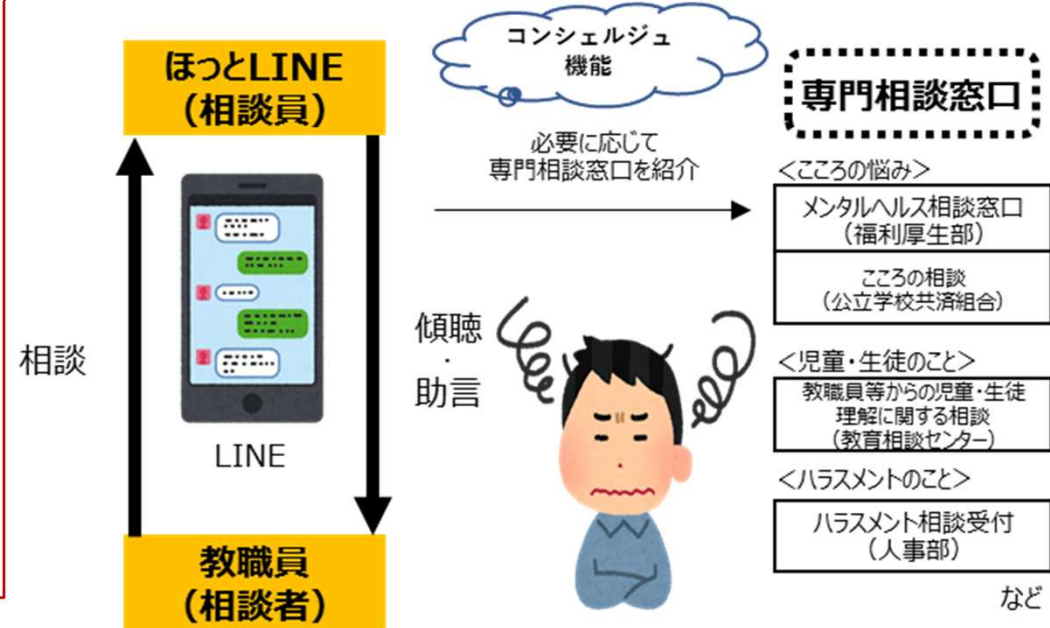 ほっとLINE
（相談員）
相談
LINE
傾聴
・
助言
教職員
（相談者）
コンシェルジュ
機能
必要に応じて
専門相談窓口を紹介
専門相談窓口
＜こころの悩み＞
メンタルヘルス相談窓口
（福利厚生部）
こころの相談
（公立学校共済組合）
＜児童・生徒のこと＞
教職員等からの児童・生徒
理解に関する相談
（教育相談センター）
＜ハラスメントのこと＞
ハラスメント相談受付
（人事部）
など